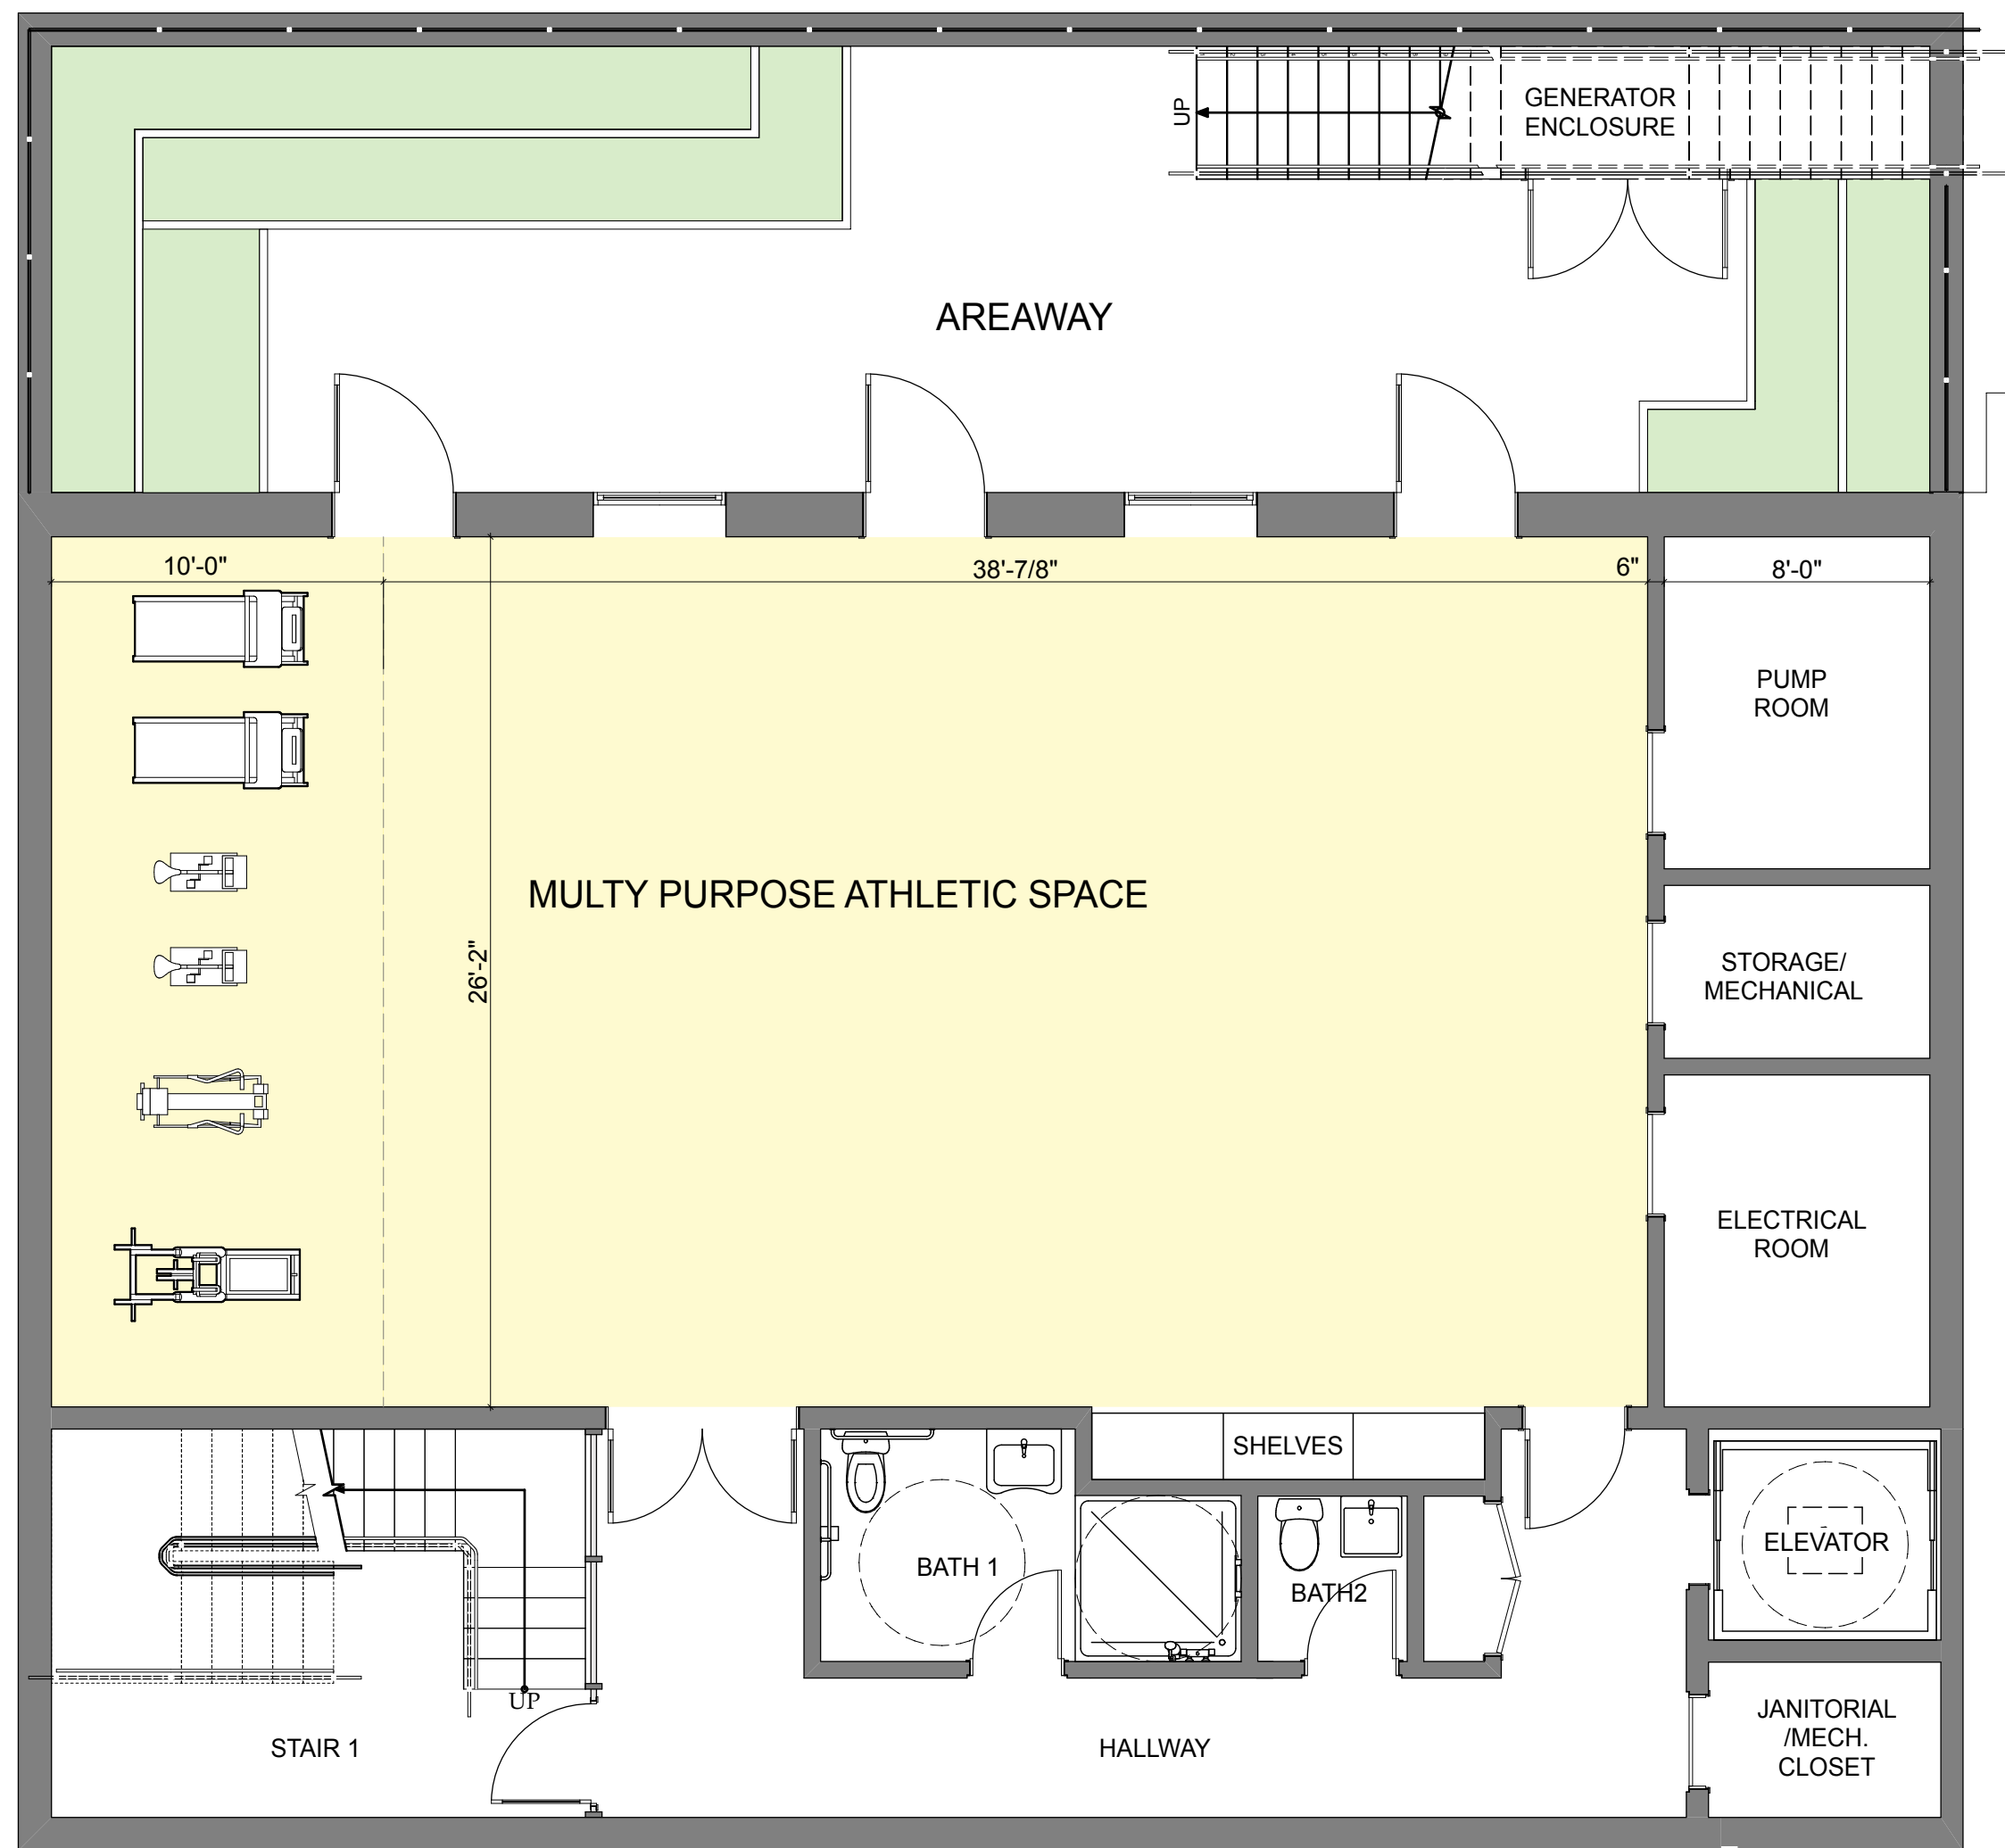 GENERATOR
ENCLOSURE
UP
AREAWAY
10'-0"
38'-7/8"
6"
8'-0"
PUMP
ROOM
MULTY PURPOSE ATHLETIC SPACE
26'-2"
STORAGE/
MECHANICAL
ELECTRICAL
ROOM
SHELVES
ELEVATOR
BATH 1
BATH2
UP
STAIR 1
HALLWAY
JANITORIAL
/MECH.
CLOSET